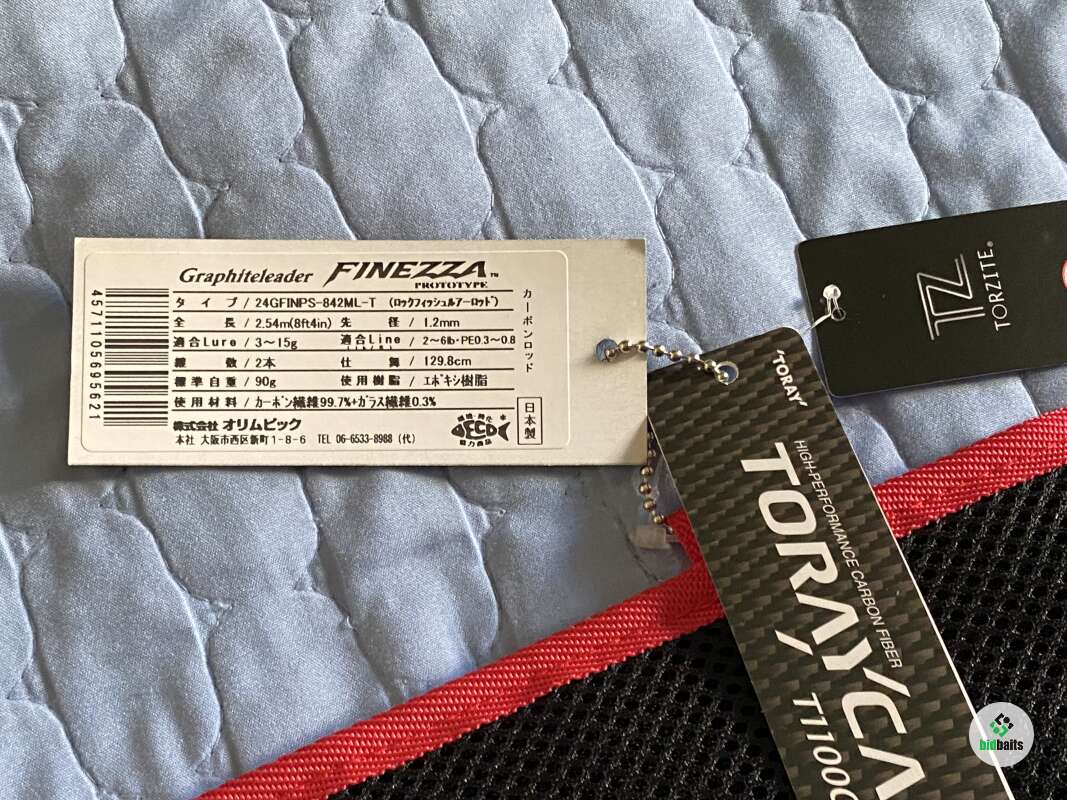 Graphiteleader FINEZZA™
PROTOTYPE
タイプ / 24GFINPS-842ML-T (ロックフィッシュルアーロッド)
全長 / 2.54m(8ft4in) 先径 / 1.2mm
適合Lure / 3~15g 適合Line / 2~6lb・PE0.3~0.8
継数 / 2本 仕舞 / 129.8cm
標準自重 / 90g 使用樹脂 / エポキシ樹脂
使用材料 / カーボン繊維99.7%+ガラス繊維0.3%
株式会社 オリムピック
本社 大阪市西区新町1-8-6 TEL 06-6533-8988 (代)
カーボンロッド
日本製
ECO
4571105695621
TZ
TORZITE®
'TORAY'
HIGH-PERFORMANCE CARBON FIBER
TORAYCA
T1100G
bidbaits